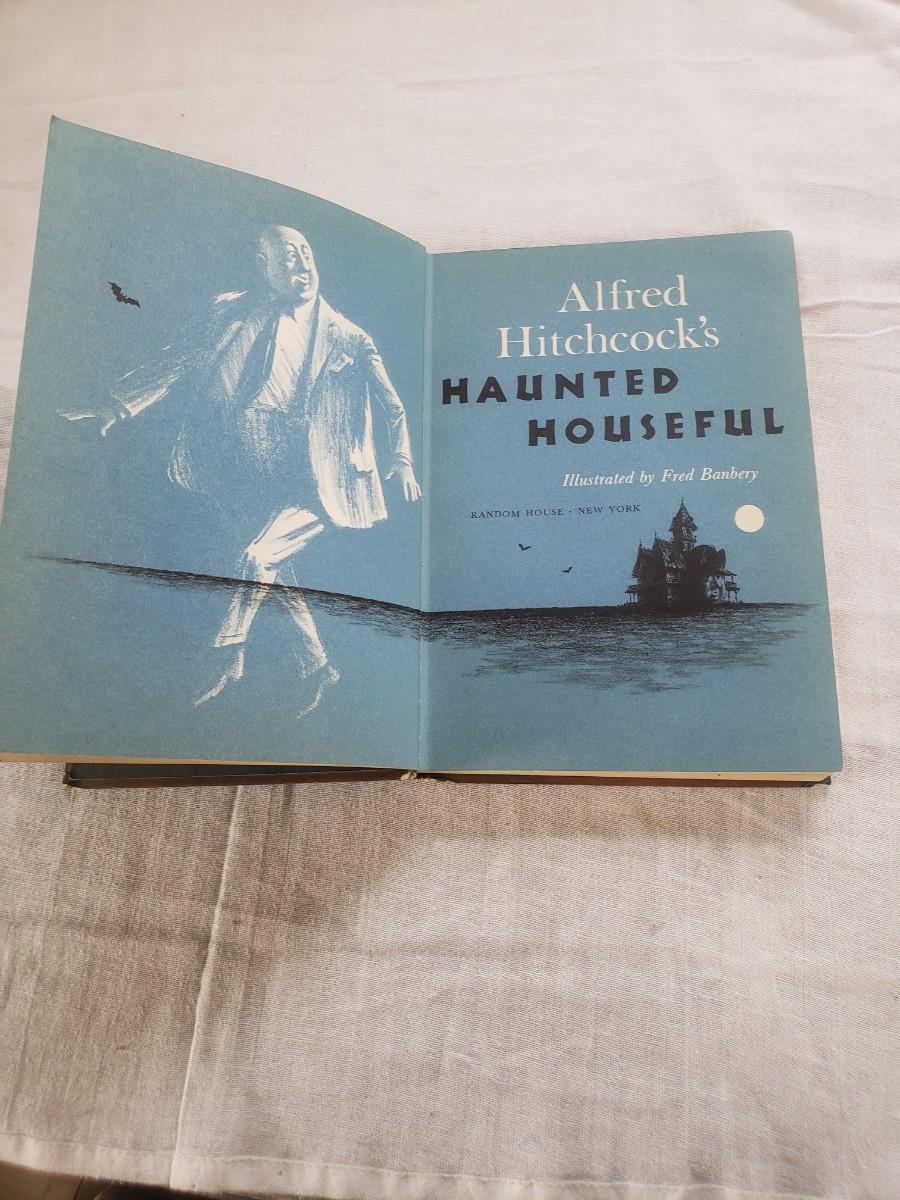 Alfred
Hitchcock's
HAUNTED
HOUSEFUL
Illustrated by Fred Banbery
RANDOM HOUSE · NEW YORK